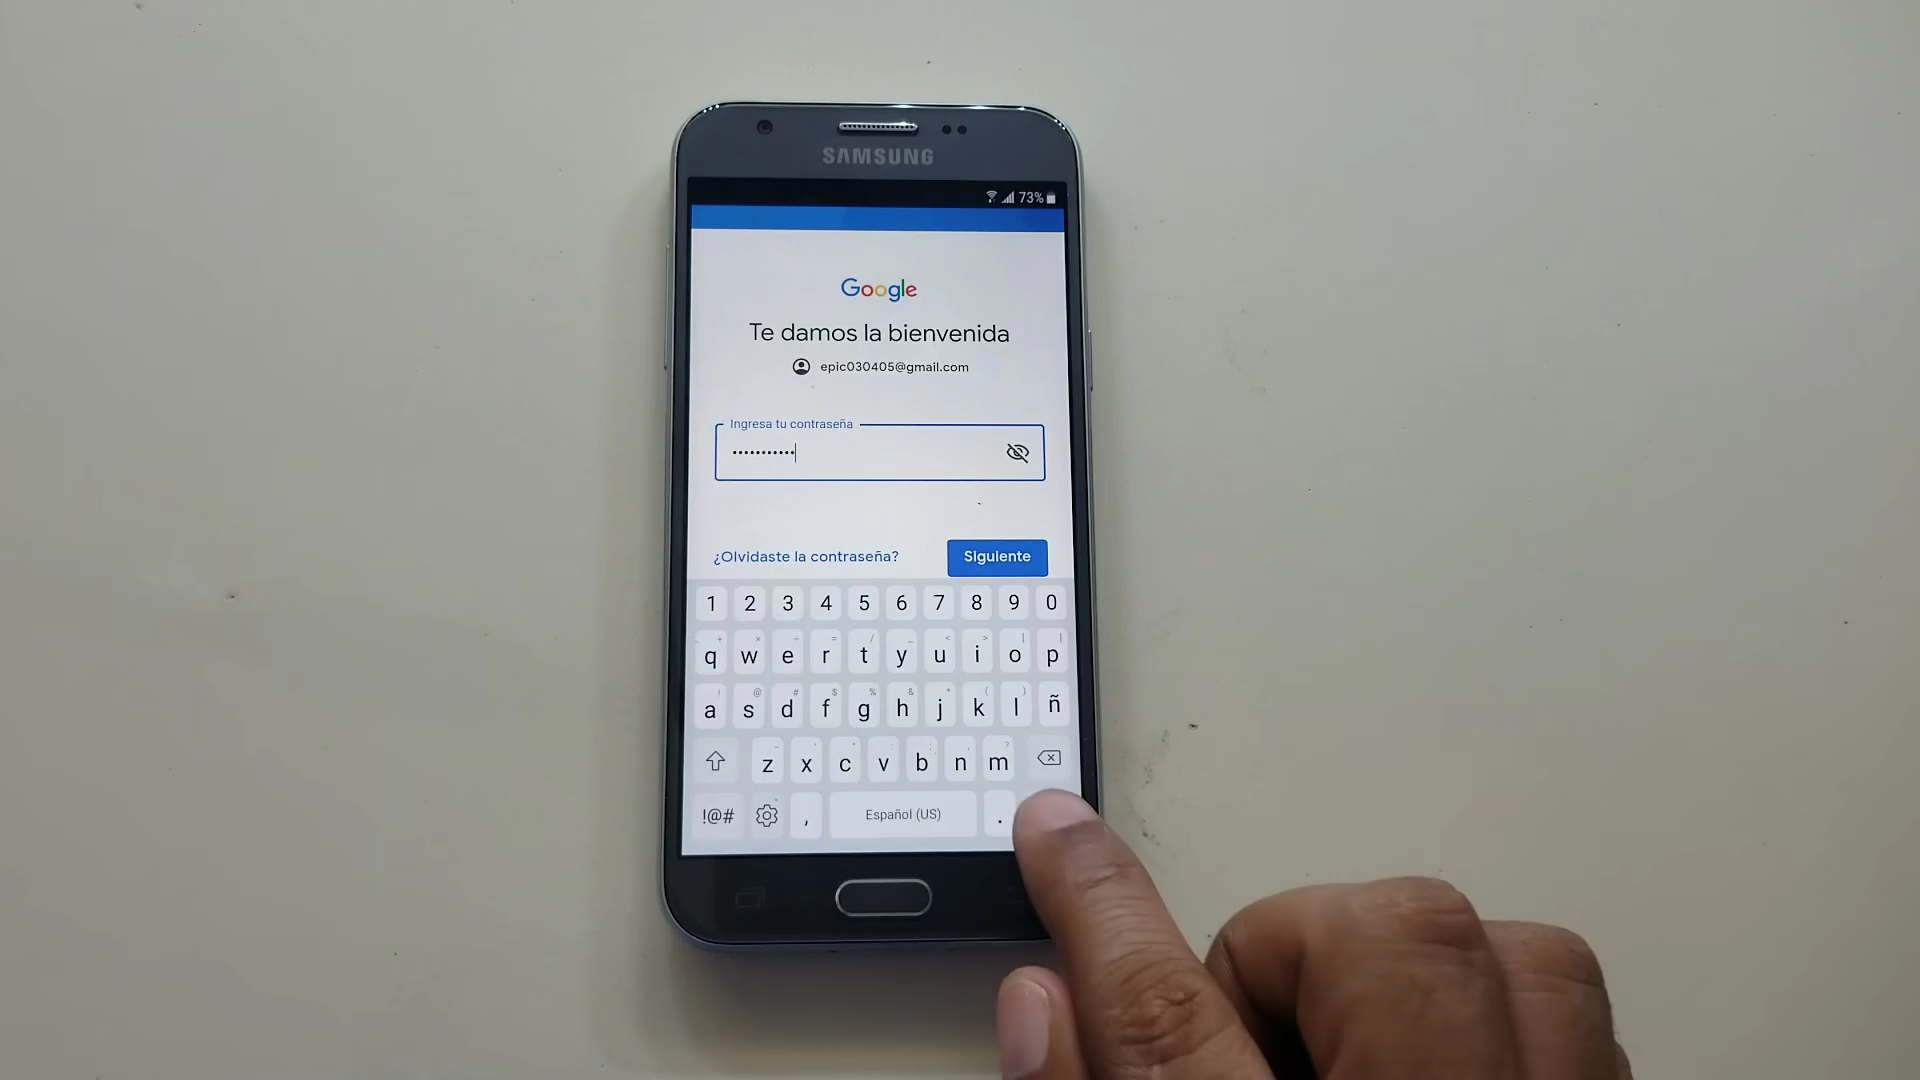 SAMSUNG
73%
Google
Te damos la bienvenida
epic030405@gmail.com
Ingresa tu contraseña
•••••••••••
¿Olvidaste la contraseña? Siguiente
1 2 3 4 5 6 7 8 9 0
q w e r t y u i o p
a s d f g h j k l ñ
z x c v b n m
!@# , Español (US) .